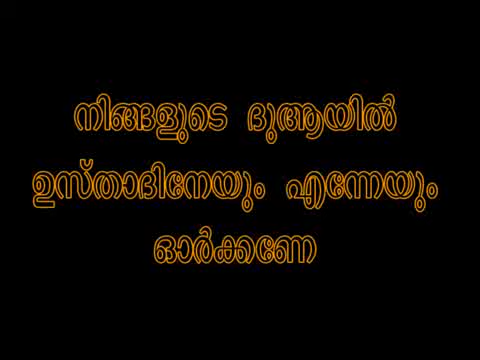 നിങ്ങളുടെ ദുആയിൽ
ഉസ്താദിനേയും എന്നേയും
ഓർക്കണേ